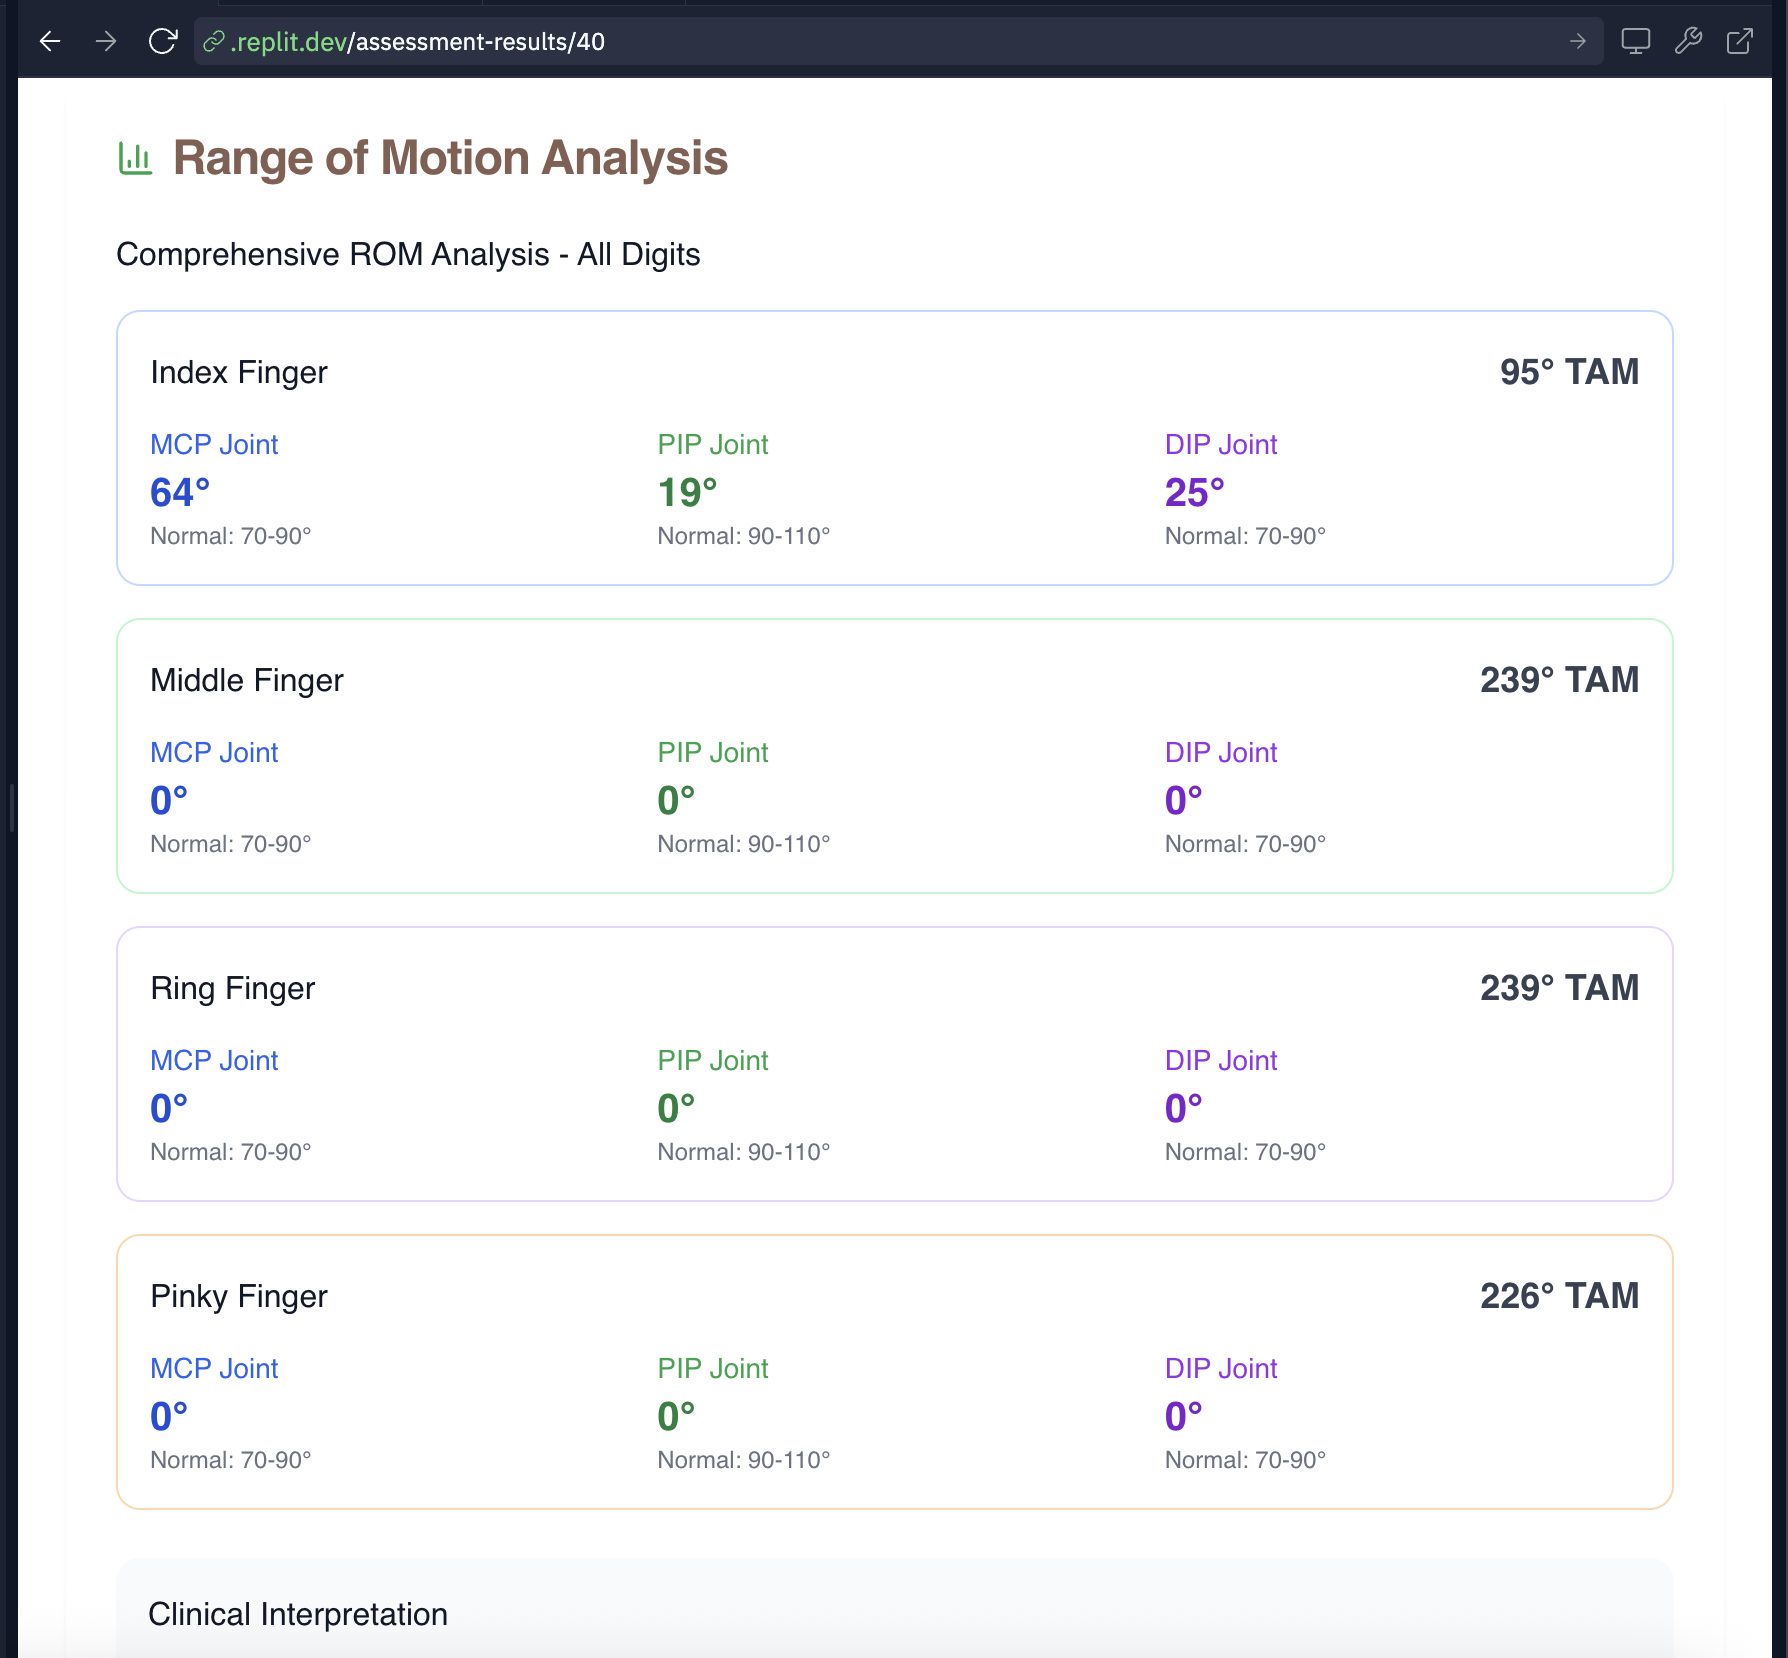 .replit.dev/assessment-results/40
Range of Motion Analysis
Comprehensive ROM Analysis - All Digits
Index Finger
95° TAM
MCP Joint
PIP Joint
DIP Joint
64°
19°
25°
Normal: 70-90°
Normal: 90-110°
Normal: 70-90°
Middle Finger
239° TAM
MCP Joint
PIP Joint
DIP Joint
0°
0°
0°
Normal: 70-90°
Normal: 90-110°
Normal: 70-90°
Ring Finger
239° TAM
MCP Joint
PIP Joint
DIP Joint
0°
0°
0°
Normal: 70-90°
Normal: 90-110°
Normal: 70-90°
Pinky Finger
226° TAM
MCP Joint
PIP Joint
DIP Joint
0°
0°
0°
Normal: 70-90°
Normal: 90-110°
Normal: 70-90°
Clinical Interpretation